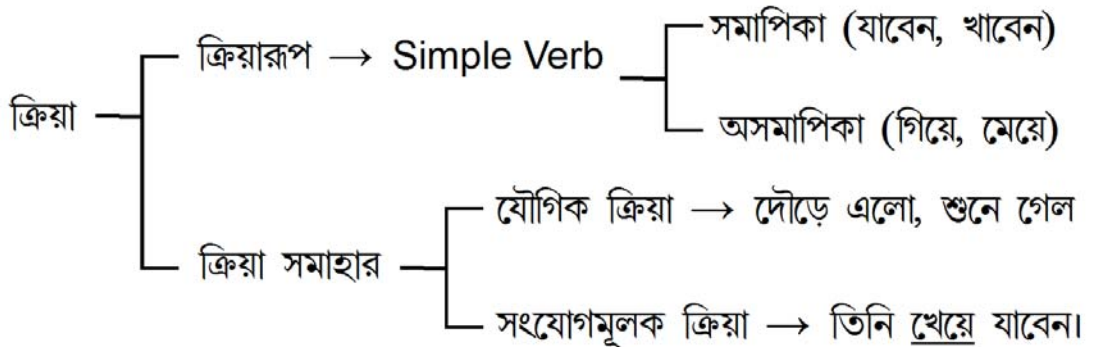 সমাপিকা (যাবেন, খাবেন)
ক্রিয়ারূপ → Simple Verb
ক্রিয়া
অসমাপিকা (গিয়ে, মেয়ে)
যৌগিক ক্রিয়া → দৌড়ে এলো, শুনে গেল
ক্রিয়া সমাহার
সংযোগমূলক ক্রিয়া → তিনি খেয়ে যাবেন।